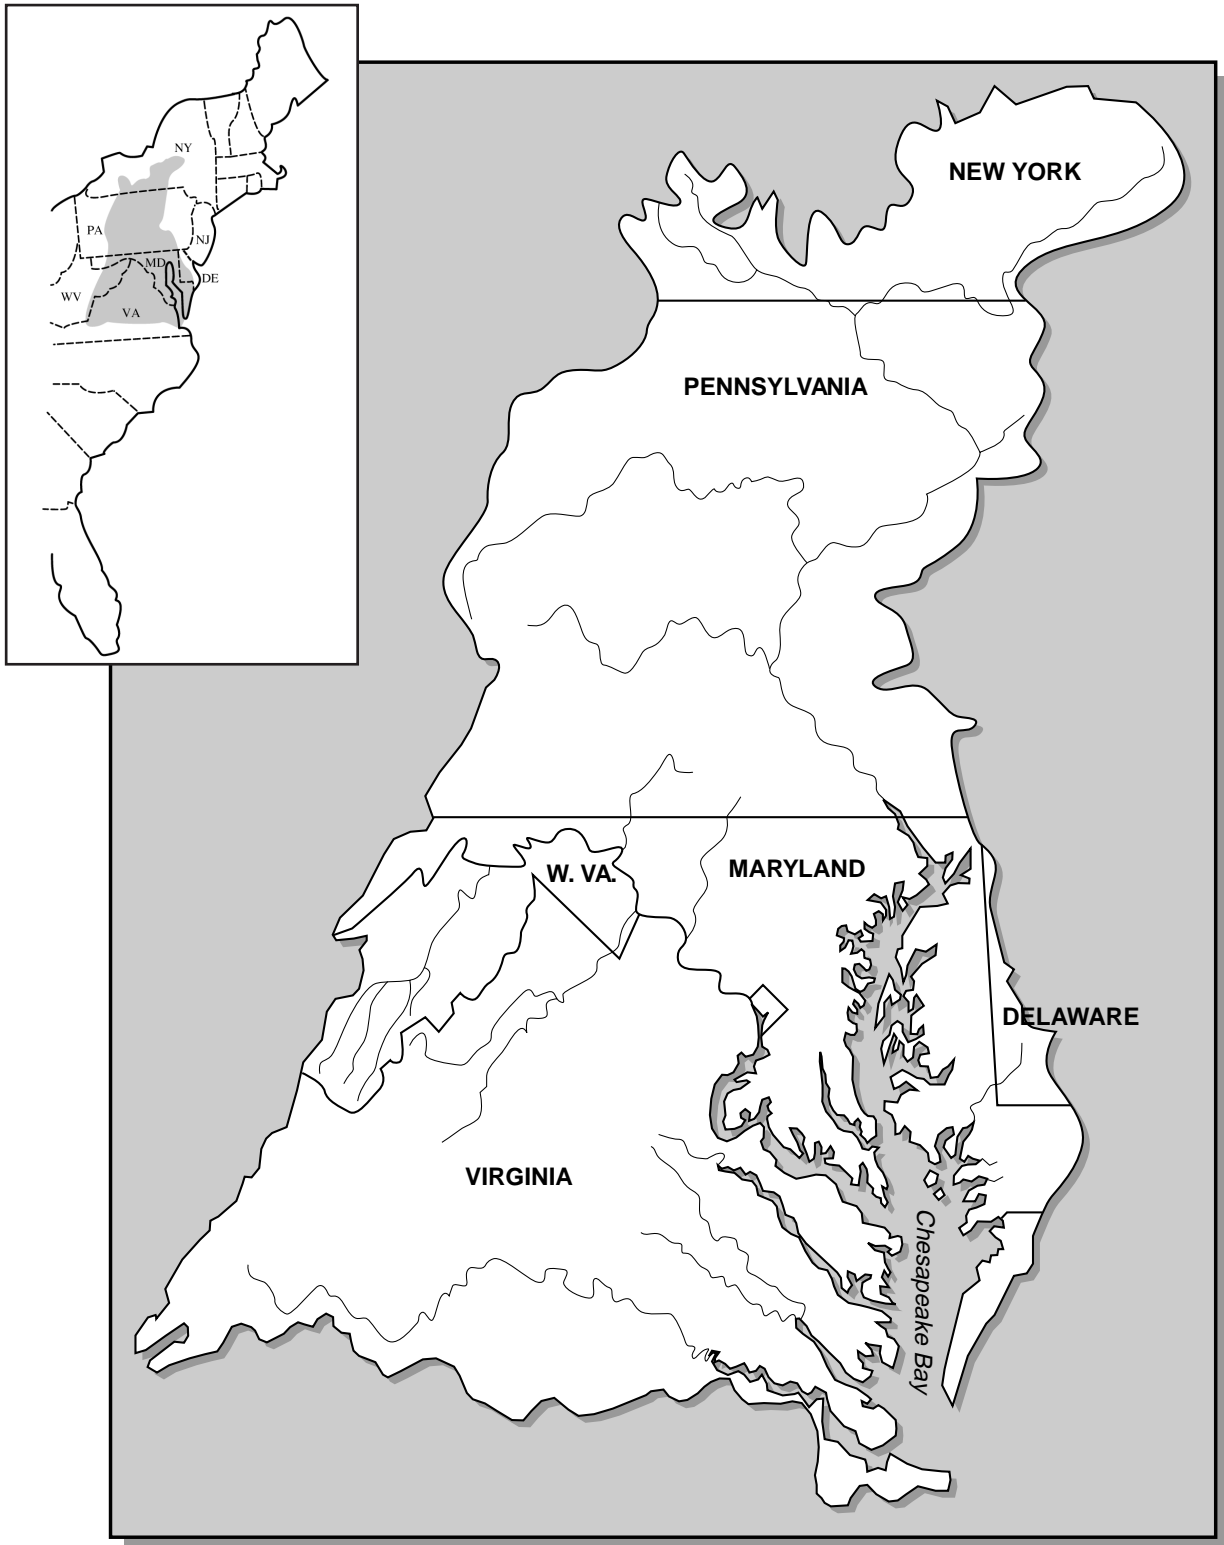 NY
PA
NJ
MD
DE
WV
VA
NEW YORK
PENNSYLVANIA
W. VA.
MARYLAND
DELAWARE
VIRGINIA
Chesapeake Bay